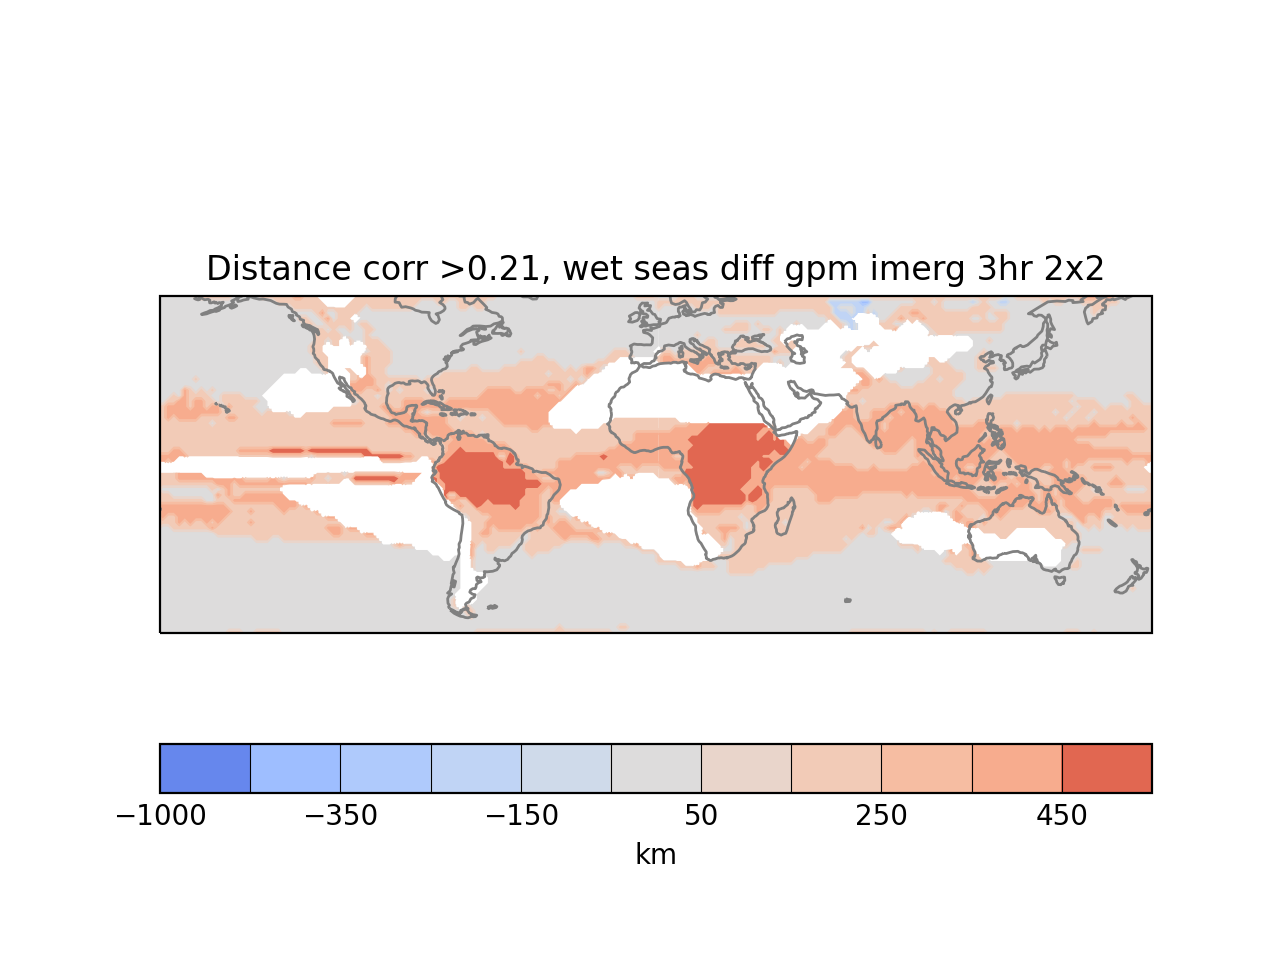 Distance corr >0.21, wet seas diff gpm imerg 3hr 2x2
−1000 −350 −150 50 250 450
km